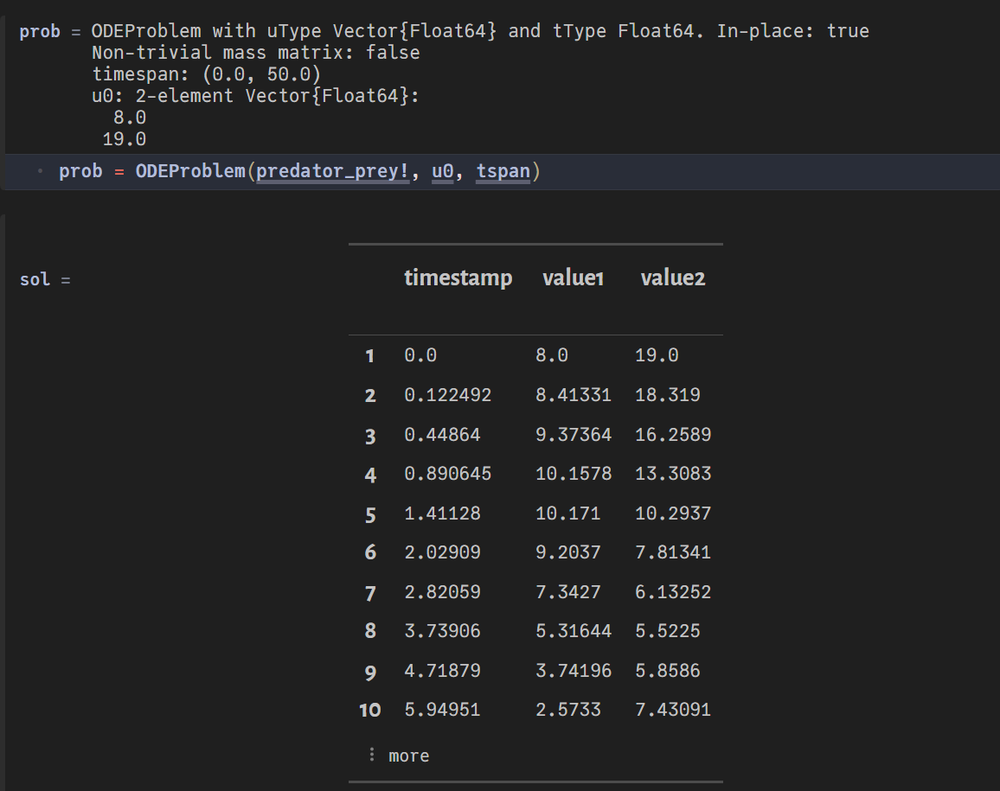 prob = ODEProblem with uType Vector{Float64} and tType Float64. In-place: true
Non-trivial mass matrix: false
timespan: (0.0, 50.0)
u0: 2-element Vector{Float64}:
8.0
19.0
prob = ODEProblem(predator_prey!, u0, tspan)
sol =
timestamp value1 value2
1 0.0 8.0 19.0
2 0.122492 8.41331 18.319
3 0.44864 9.37364 16.2589
4 0.890645 10.1578 13.3083
5 1.41128 10.171 10.2937
6 2.02909 9.2037 7.81341
7 2.82059 7.3427 6.13252
8 3.73906 5.31644 5.5225
9 4.71879 3.74196 5.8586
10 5.94951 2.5733 7.43091
⋮ more